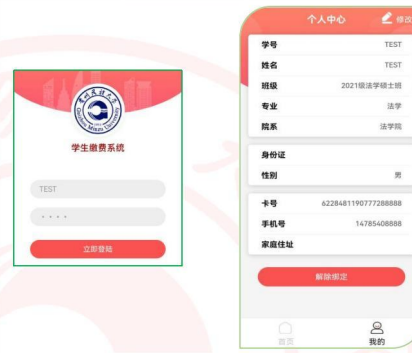 学生缴费系统
TEST
····
立即登陆
个人中心
修改
学号 TEST
姓名 TEST
班级 2021级法学硕士班
专业 法学
院系 法学院
身份证
性别 男
卡号 6228481190777288888
手机号 14785408888
家庭住址
解除绑定
首页
我的